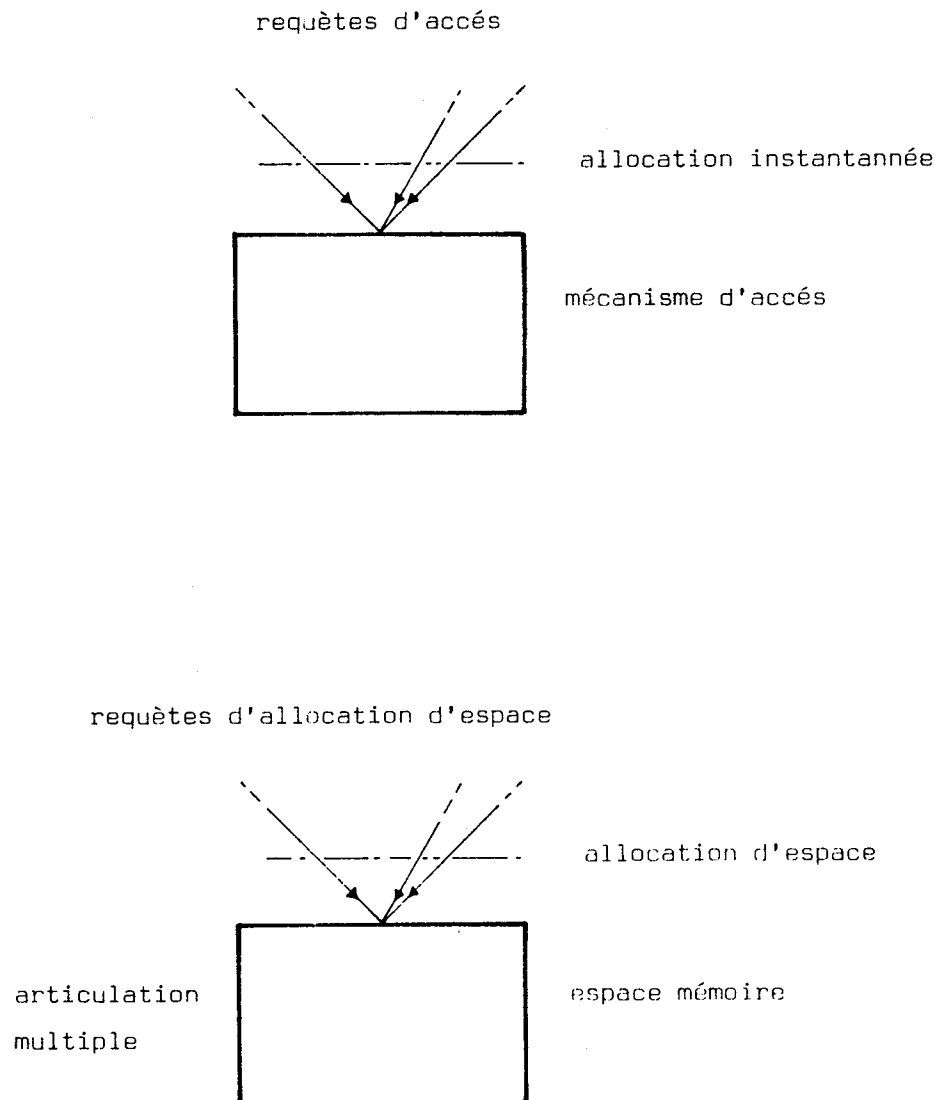 requètes d'accés
allocation instantannée
mécanisme d'accés
requètes d'allocation d'espace
allocation d'espace
articulation
multiple
espace mémoire